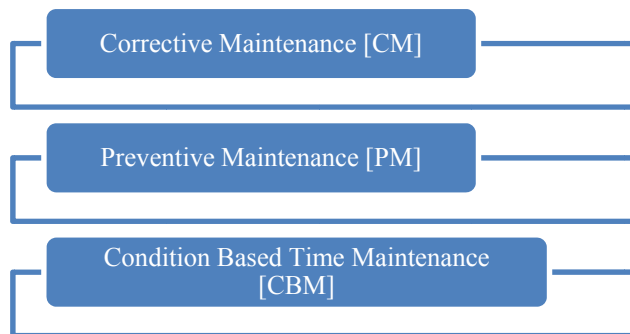 Corrective Maintenance [CM]
Preventive Maintenance [PM]
Condition Based Time Maintenance
[CBM]